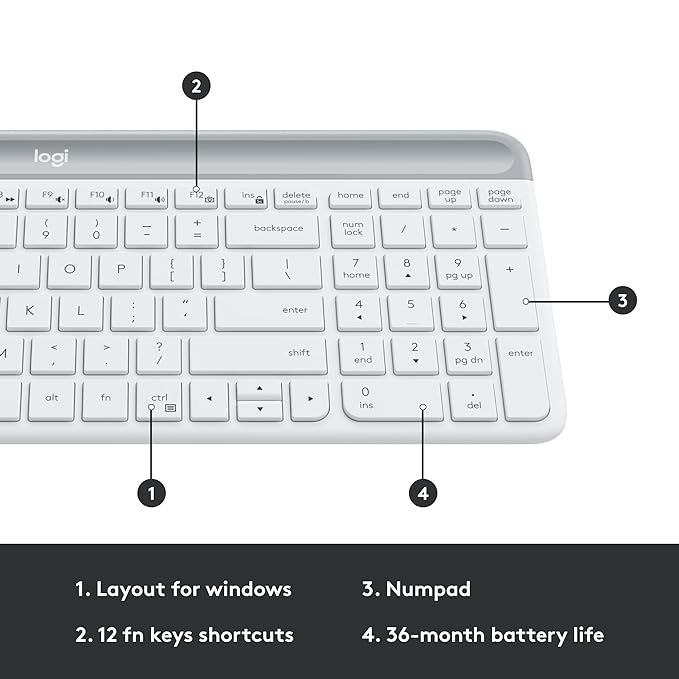 2
logi
F9 F10 F11 F12 ins delete pause/b home end page up page down
( 9 ) 0 _ - + = backspace num lock / * -
I O P { [ } ] | \ 7 home 8 9 pg up +
3
K L : ; “ ‘ enter 4 5 6
M < , > . ? / shift 1 end 2 3 pg dn enter
alt fn ctrl 0 ins . del
1 4
1. Layout for windows
2. 12 fn keys shortcuts
3. Numpad
4. 36-month battery life